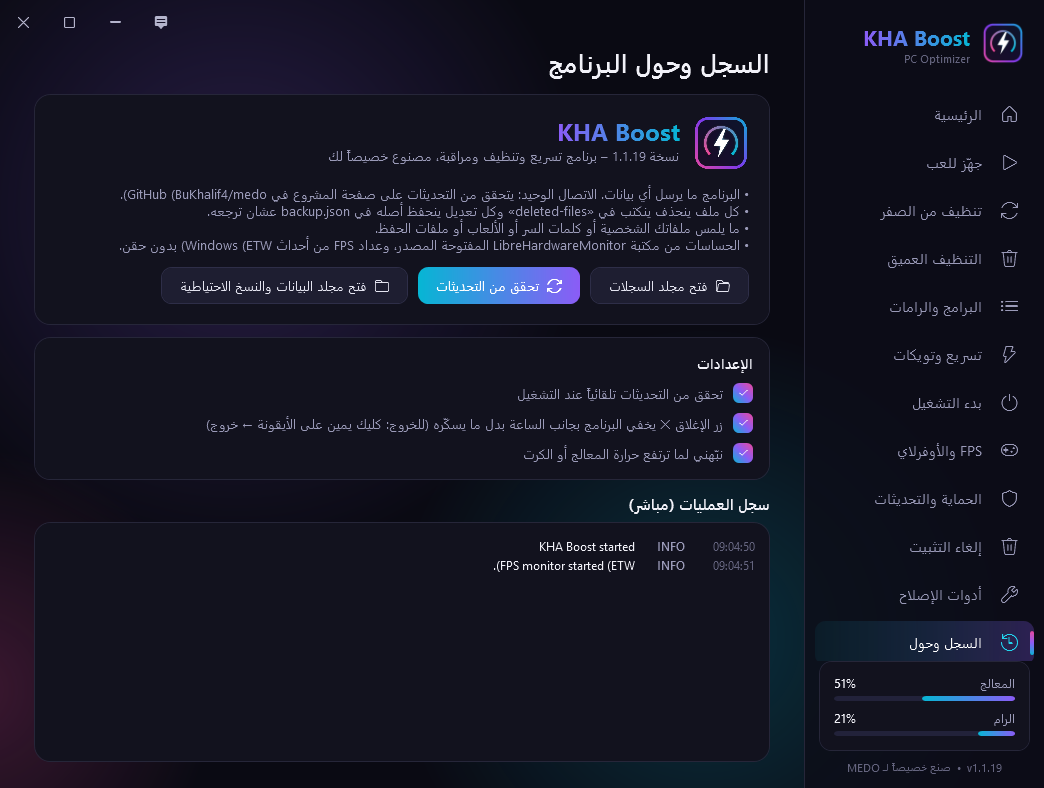 KHA Boost
PC Optimizer
الرئيسية
جهّز للعب
تنظيف من الصفر
التنظيف العميق
البرامج والرامات
تسريع وتويكات
بدء التشغيل
FPS والأوفرلاي
الحماية والتحديثات
إلغاء التثبيت
أدوات الإصلاح
السجل وحول
المعالج 51%
الرام 21%
v1.1.19 • صنع خصيصاً لـ MEDO
السجل وحول البرنامج
KHA Boost
نسخة 1.1.19 – برنامج تسريع وتنظيف ومراقبة، مصنوع خصيصاً لك
• البرنامج ما يرسل أي بيانات. الاتصال الوحيد: يتحقق من التحديثات على صفحة المشروع في GitHub (BuKhalif4/medo).
• كل ملف ينحذف ينكتب في «deleted-files» وكل تعديل ينحفظ أصله في backup.json عشان ترجعه.
• ما يلمس ملفاتك الشخصية أو كلمات السر أو الألعاب أو ملفات الحفظ.
• الحساسات من مكتبة LibreHardwareMonitor المفتوحة المصدر، وعداد FPS من أحداث Windows (ETW) بدون حقن.
فتح مجلد السجلات
تحقق من التحديثات
فتح مجلد البيانات والنسخ الاحتياطية
الإعدادات
تحقق من التحديثات تلقائياً عند التشغيل
زر الإغلاق ✕ يخفي البرنامج بجانب الساعة بدل ما يسكّره (للخروج: كليك يمين على الأيقونة ← خروج)
نبّهني لما ترتفع حرارة المعالج أو الكرت
سجل العمليات (مباشر)
09:04:50 INFO KHA Boost started
09:04:51 INFO FPS monitor started (ETW).